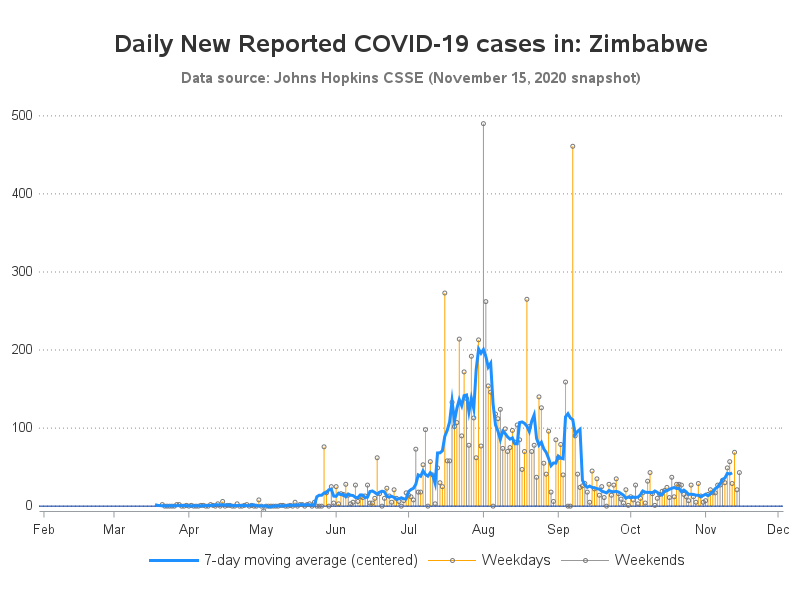 Daily New Reported COVID-19 cases in: Zimbabwe
Data source: Johns Hopkins CSSE (November 15, 2020 snapshot)
500
400
300
200
100
0
Feb Mar Apr May Jun Jul Aug Sep Oct Nov Dec
7-day moving average (centered) Weekdays Weekends